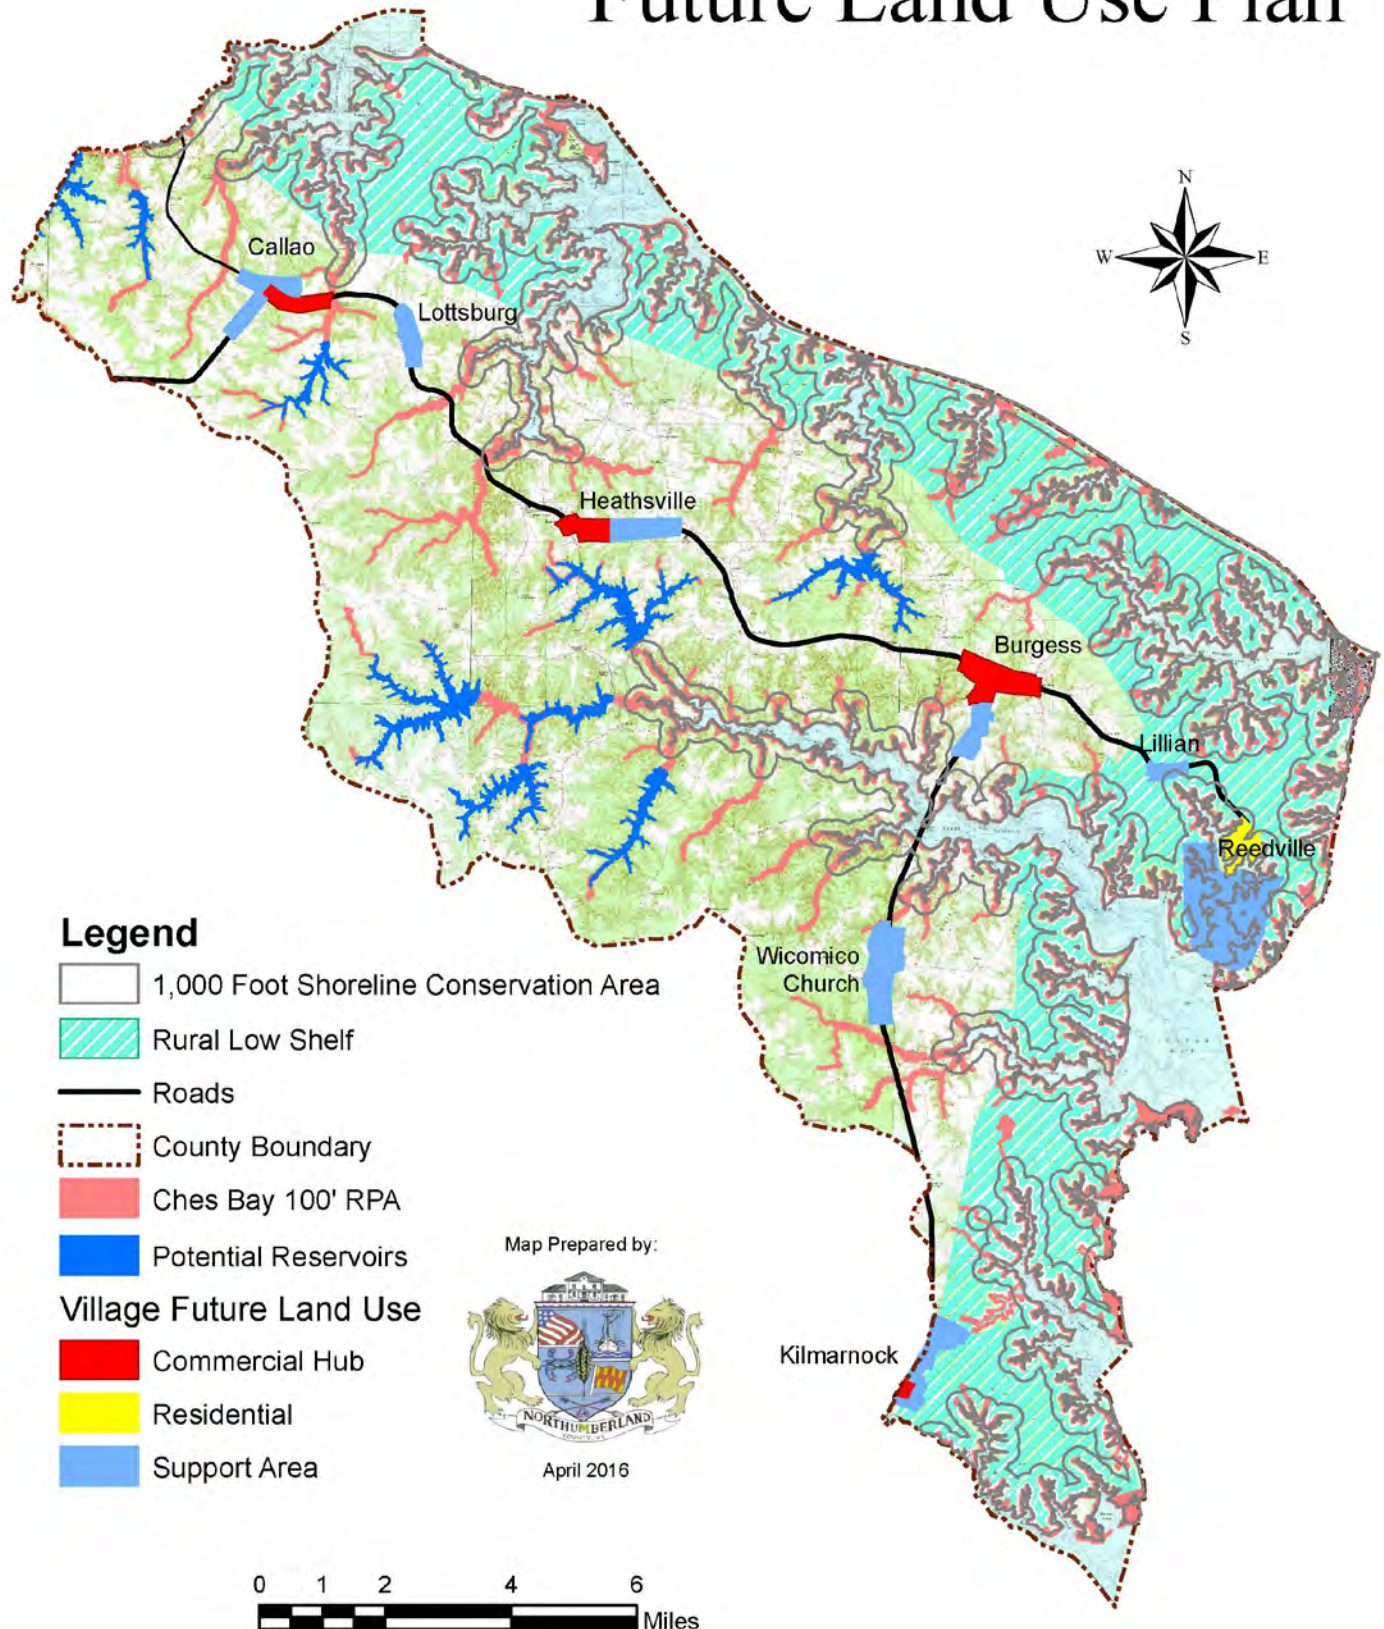 Future Land Use Plan
N
W E
S
Callao
Lottsburg
Heathsville
Burgess
Lillian
Reedville
Wicomico
Church
Kilmarnock
Legend
1,000 Foot Shoreline Conservation Area
Rural Low Shelf
Roads
County Boundary
Ches Bay 100' RPA
Potential Reservoirs
Village Future Land Use
Commercial Hub
Residential
Support Area
Map Prepared by:
NORTHUMBERLAND
COUNTY, VA
April 2016
0 1 2 4 6
Miles